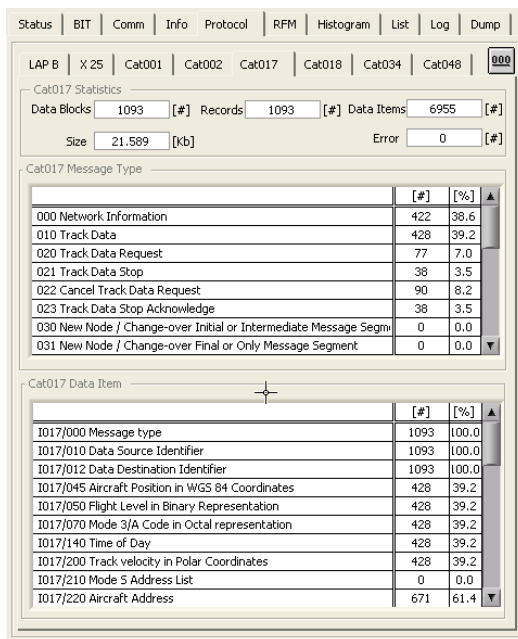 Status BIT Comm Info Protocol RFM Histogram List Log Dump
LAP B X 25 Cat001 Cat002 Cat017 Cat018 Cat034 Cat048 000
Cat017 Statistics
Data Blocks 1093 [#] Records 1093 [#] Data Items 6955 [#]
Size 21.589 [Kb] Error 0 [#]
Cat017 Message Type
[#] [%]
000 Network Information 422 38.6
010 Track Data 428 39.2
020 Track Data Request 77 7.0
021 Track Data Stop 38 3.5
022 Cancel Track Data Request 90 8.2
023 Track Data Stop Acknowledge 38 3.5
030 New Node / Change-over Initial or Intermediate Message Segm 0 0.0
031 New Node / Change-over Final or Only Message Segment 0 0.0
Cat017 Data Item
[#] [%]
I017/000 Message type 1093 100.0
I017/010 Data Source Identifier 1093 100.0
I017/012 Data Destination Identifier 1093 100.0
I017/045 Aircraft Position in WGS 84 Coordinates 428 39.2
I017/050 Flight Level in Binary Representation 428 39.2
I017/070 Mode 3/A Code in Octal representation 428 39.2
I017/140 Time of Day 428 39.2
I017/200 Track velocity in Polar Coordinates 428 39.2
I017/210 Mode S Address List 0 0.0
I017/220 Aircraft Address 671 61.4